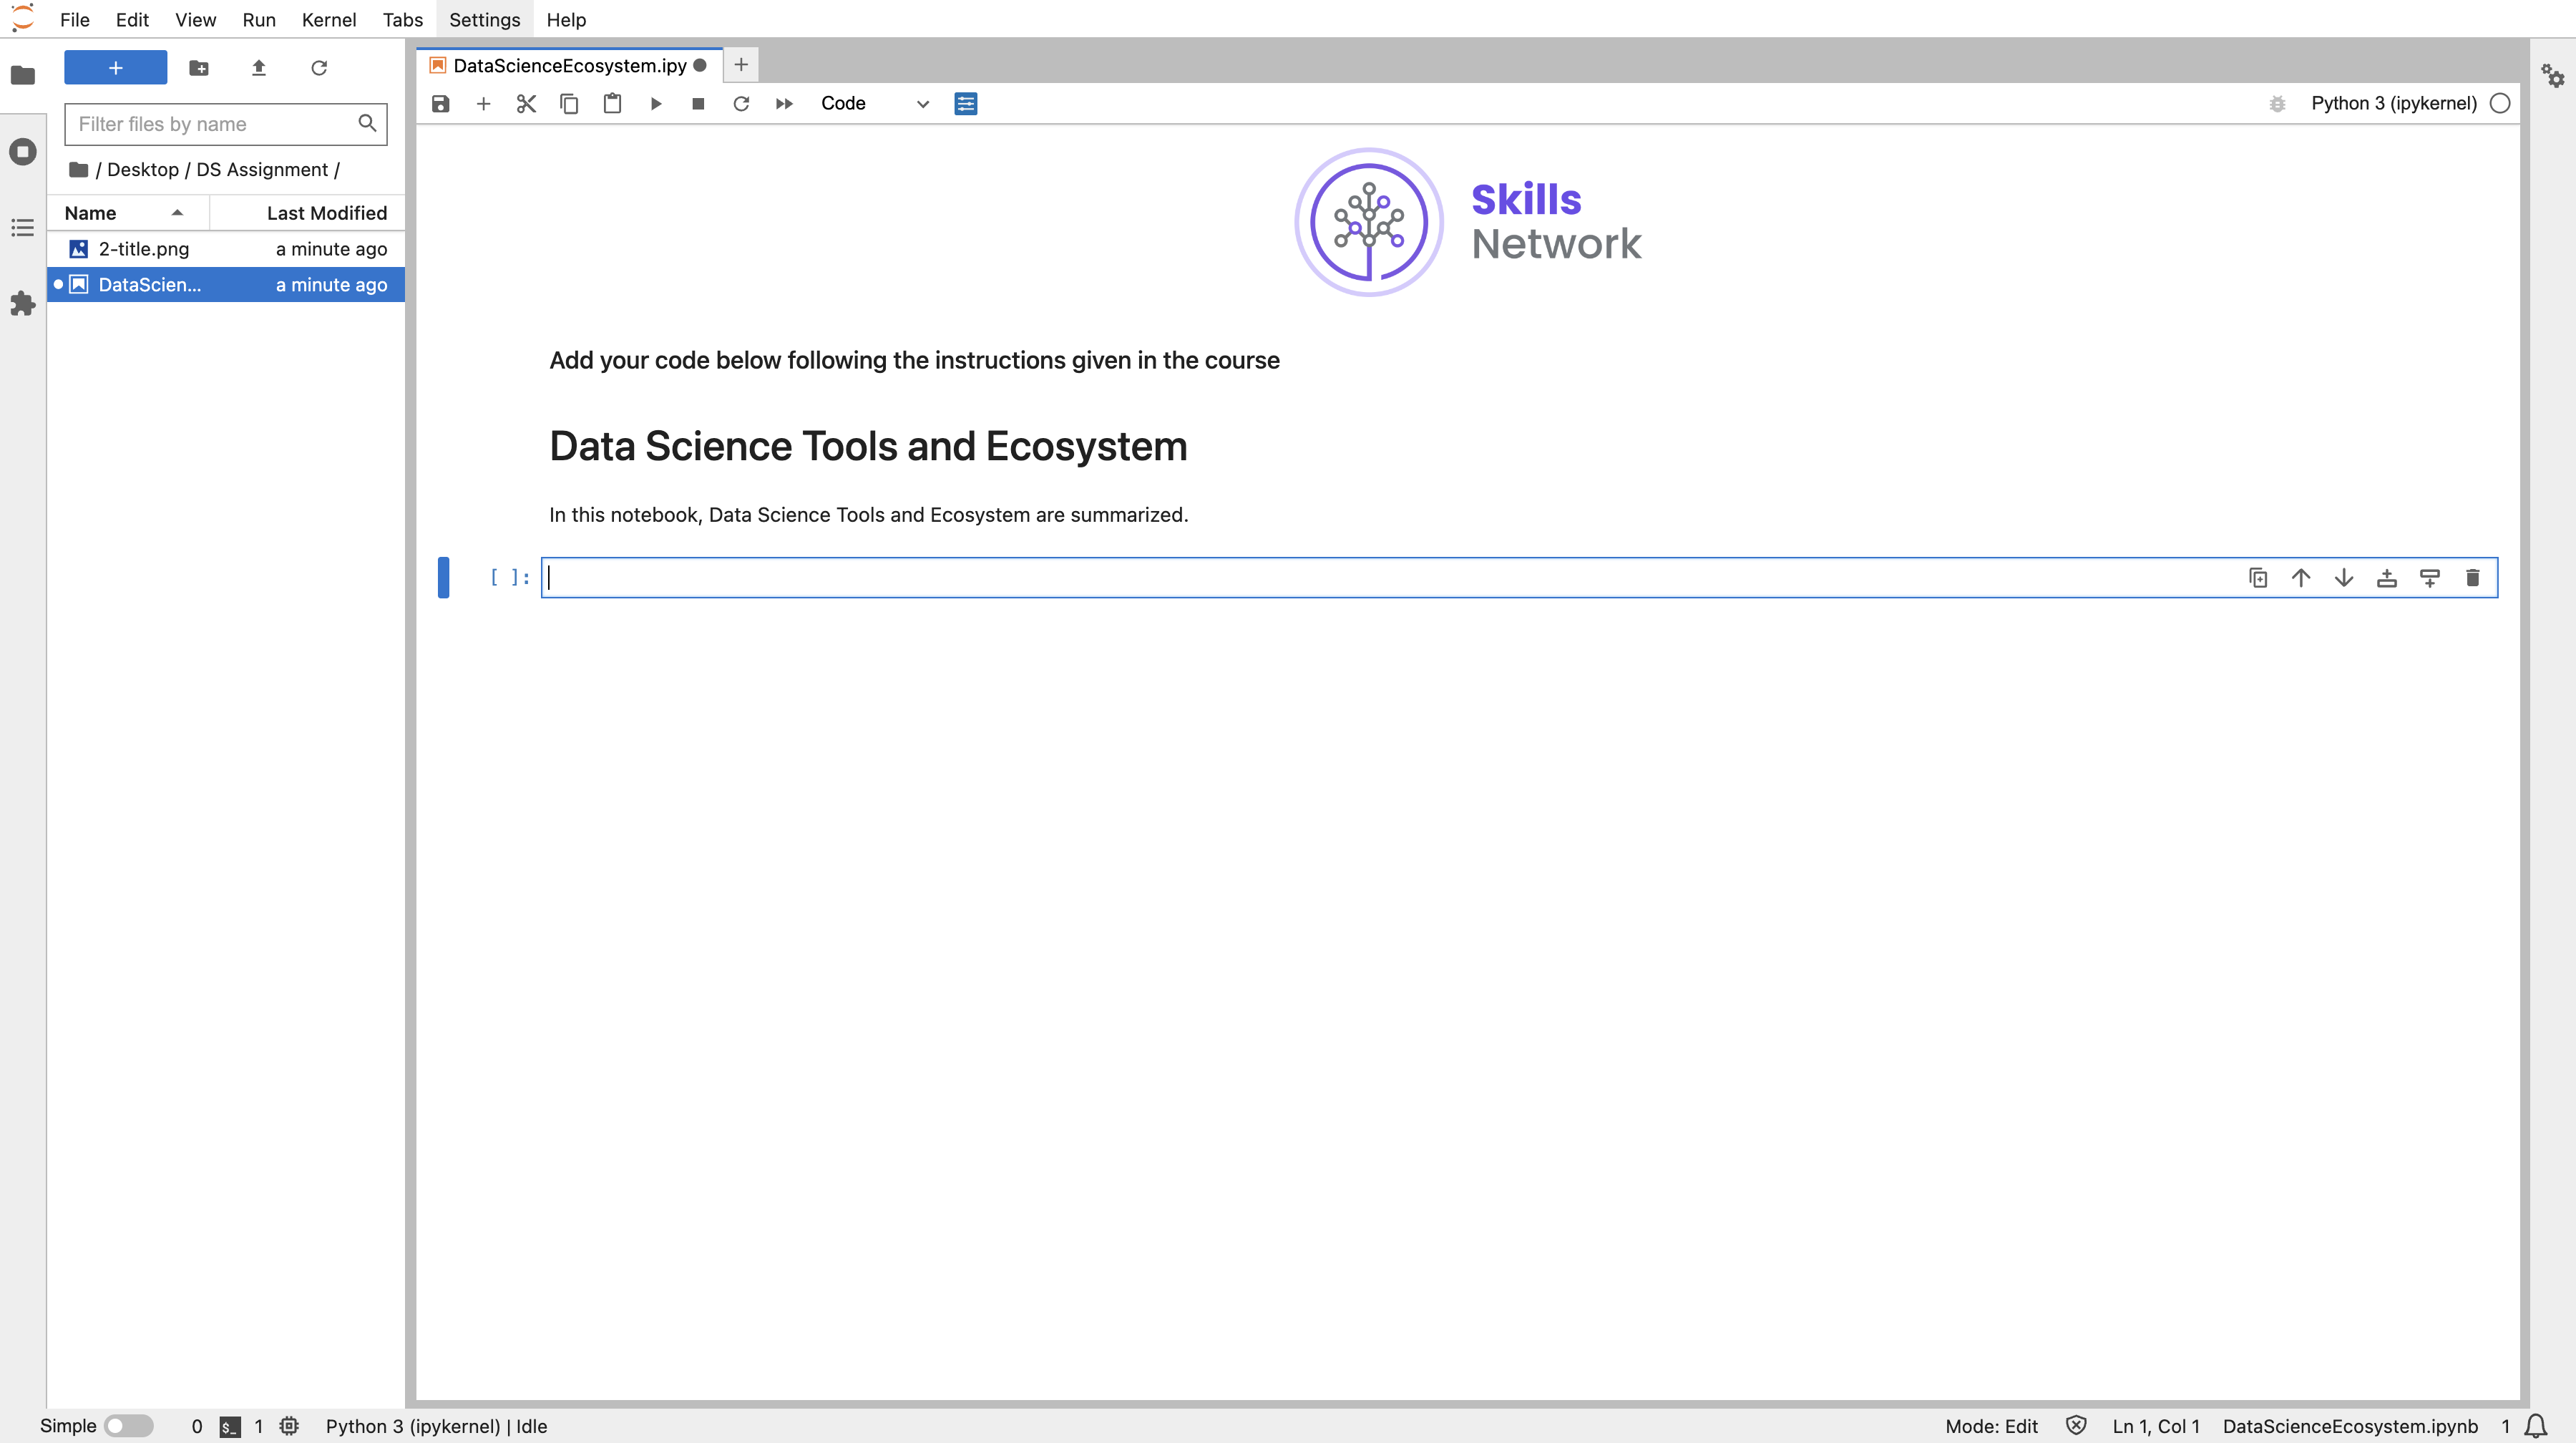 File Edit View Run Kernel Tabs Settings Help
DataScienceEcosystem.ipy
Filter files by name
/ Desktop / DS Assignment /
Name Last Modified
2-title.png a minute ago
DataScien... a minute ago
Code
Python 3 (ipykernel)
Skills
Network
Add your code below following the instructions given in the course
Data Science Tools and Ecosystem
In this notebook, Data Science Tools and Ecosystem are summarized.
[ ]:
Simple 0 $_ 1 Python 3 (ipykernel) | Idle Mode: Edit Ln 1, Col 1 DataScienceEcosystem.ipynb 1